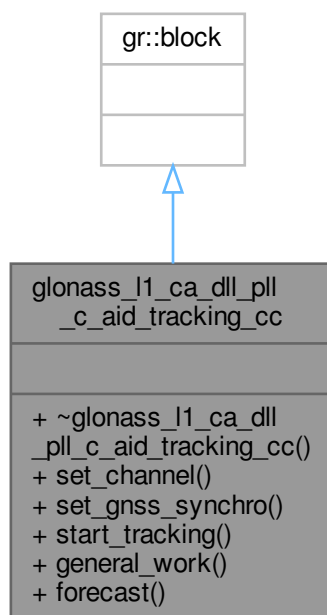 gr::block
glonass_l1_ca_dll_pll
_c_aid_tracking_cc
+ ~glonass_l1_ca_dll
_pll_c_aid_tracking_cc()
+ set_channel()
+ set_gnss_synchro()
+ start_tracking()
+ general_work()
+ forecast()